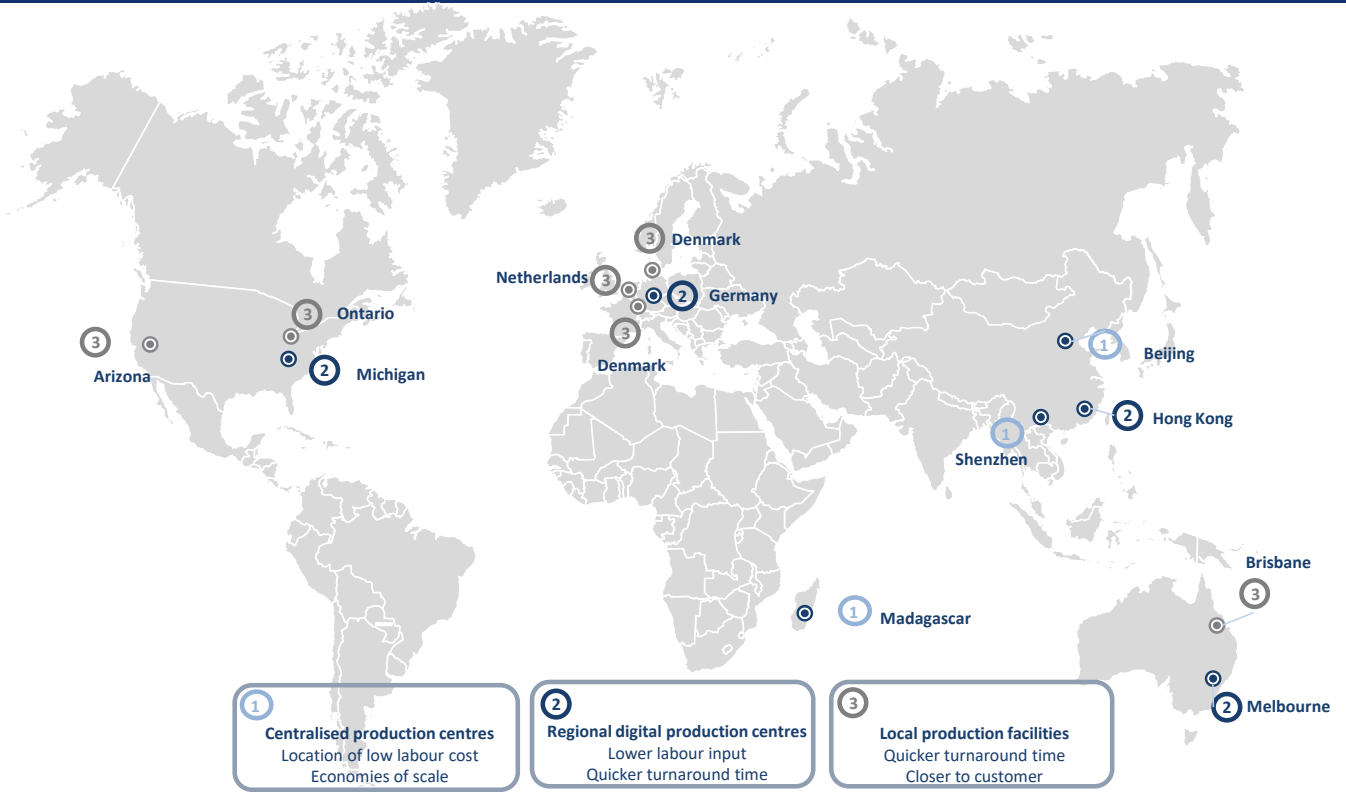 3
Denmark
Netherlands
3
2
Germany
3
Ontario
3
3
Denmark
Arizona
2
Michigan
1
Beijing
2
Hong Kong
1
Shenzhen
Brisbane
3
1
Madagascar
2
Melbourne
1
Centralised production centres
Location of low labour cost
Economies of scale
2
Regional digital production centres
Lower labour input
Quicker turnaround time
3
Local production facilities
Quicker turnaround time
Closer to customer